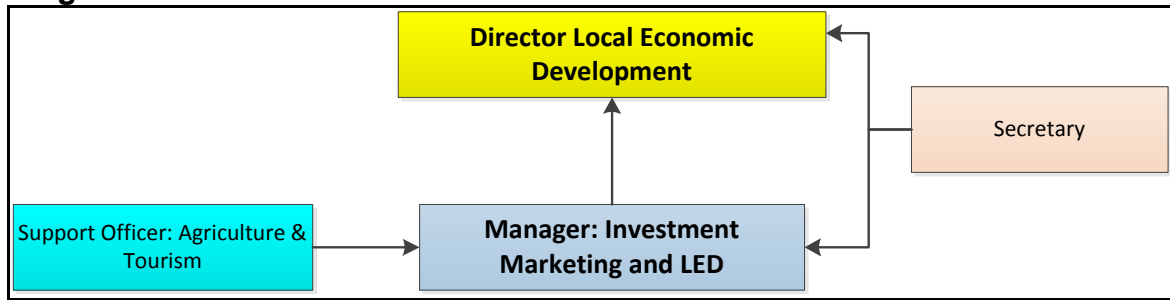 Director Local Economic
Development
Secretary
Support Officer: Agriculture &
Tourism
Manager: Investment
Marketing and LED